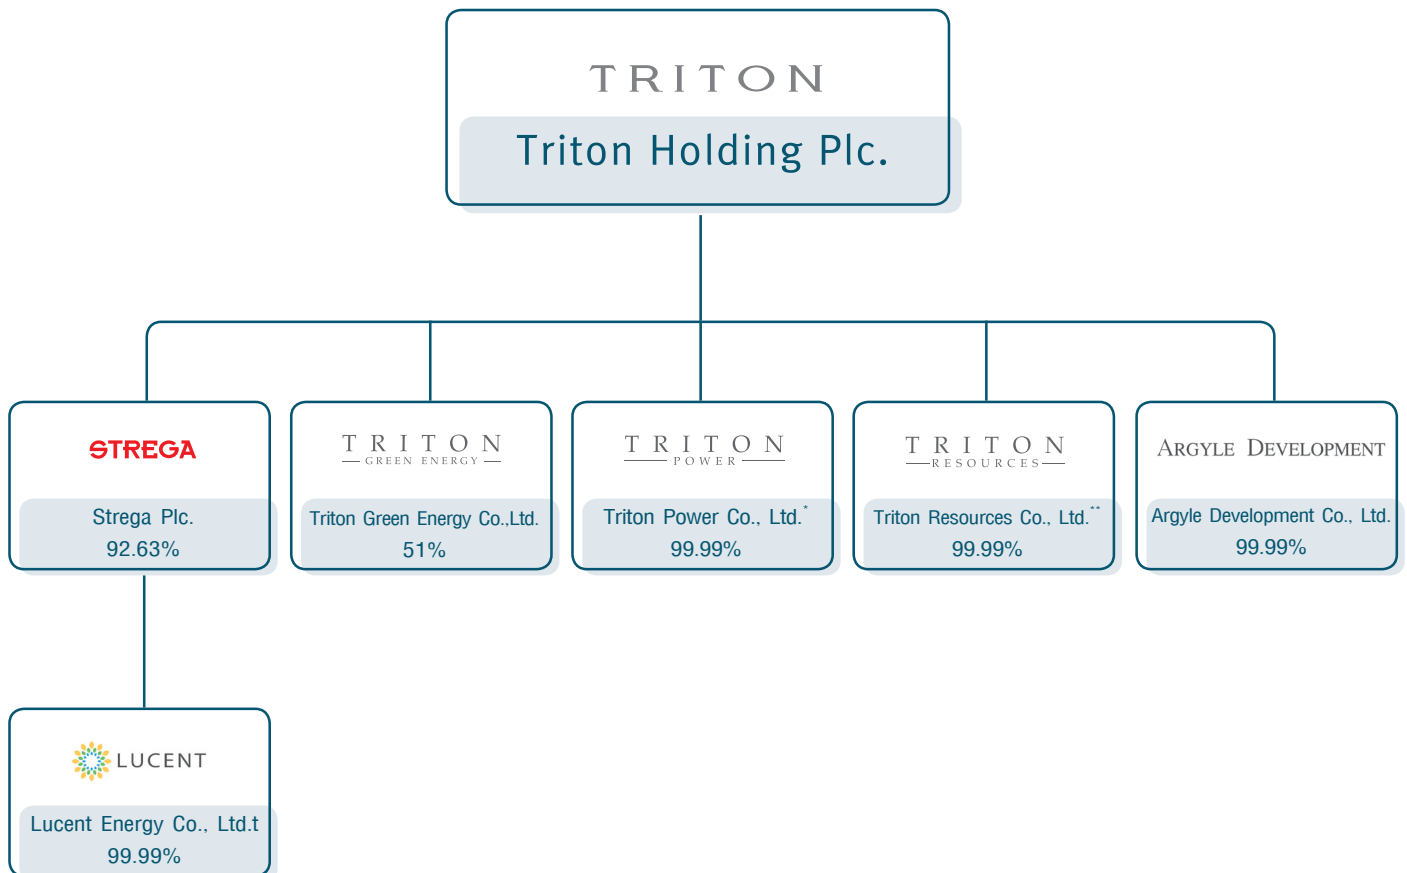 TRITON
Triton Holding Plc.
STREGA
Strega Plc.
92.63%
TRITON
GREEN ENERGY
Triton Green Energy Co.,Ltd.
51%
TRITON
POWER
Triton Power Co., Ltd.*
99.99%
TRITON
RESOURCES
Triton Resources Co., Ltd.**
99.99%
ARGYLE DEVELOPMENT
Argyle Development Co., Ltd.
99.99%
LUCENT
Lucent Energy Co., Ltd.t
99.99%